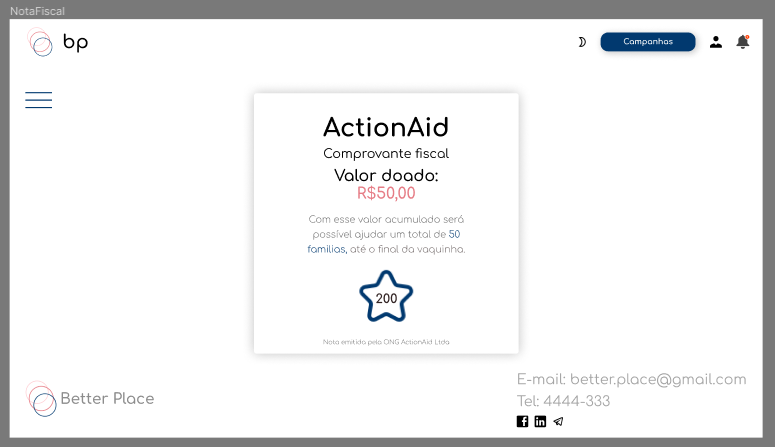 NotaFiscal
bp
Campanhas
ActionAid
Comprovante fiscal
Valor doado:
R$50,00
Com esse valor acumulado será
possível ajudar um total de 50
famílias, até o final da vaquinha.
200
Nota emitida pela ONG ActionAid Ltda.
Better Place
E-mail: better.place@gmail.com
Tel: 4444-333